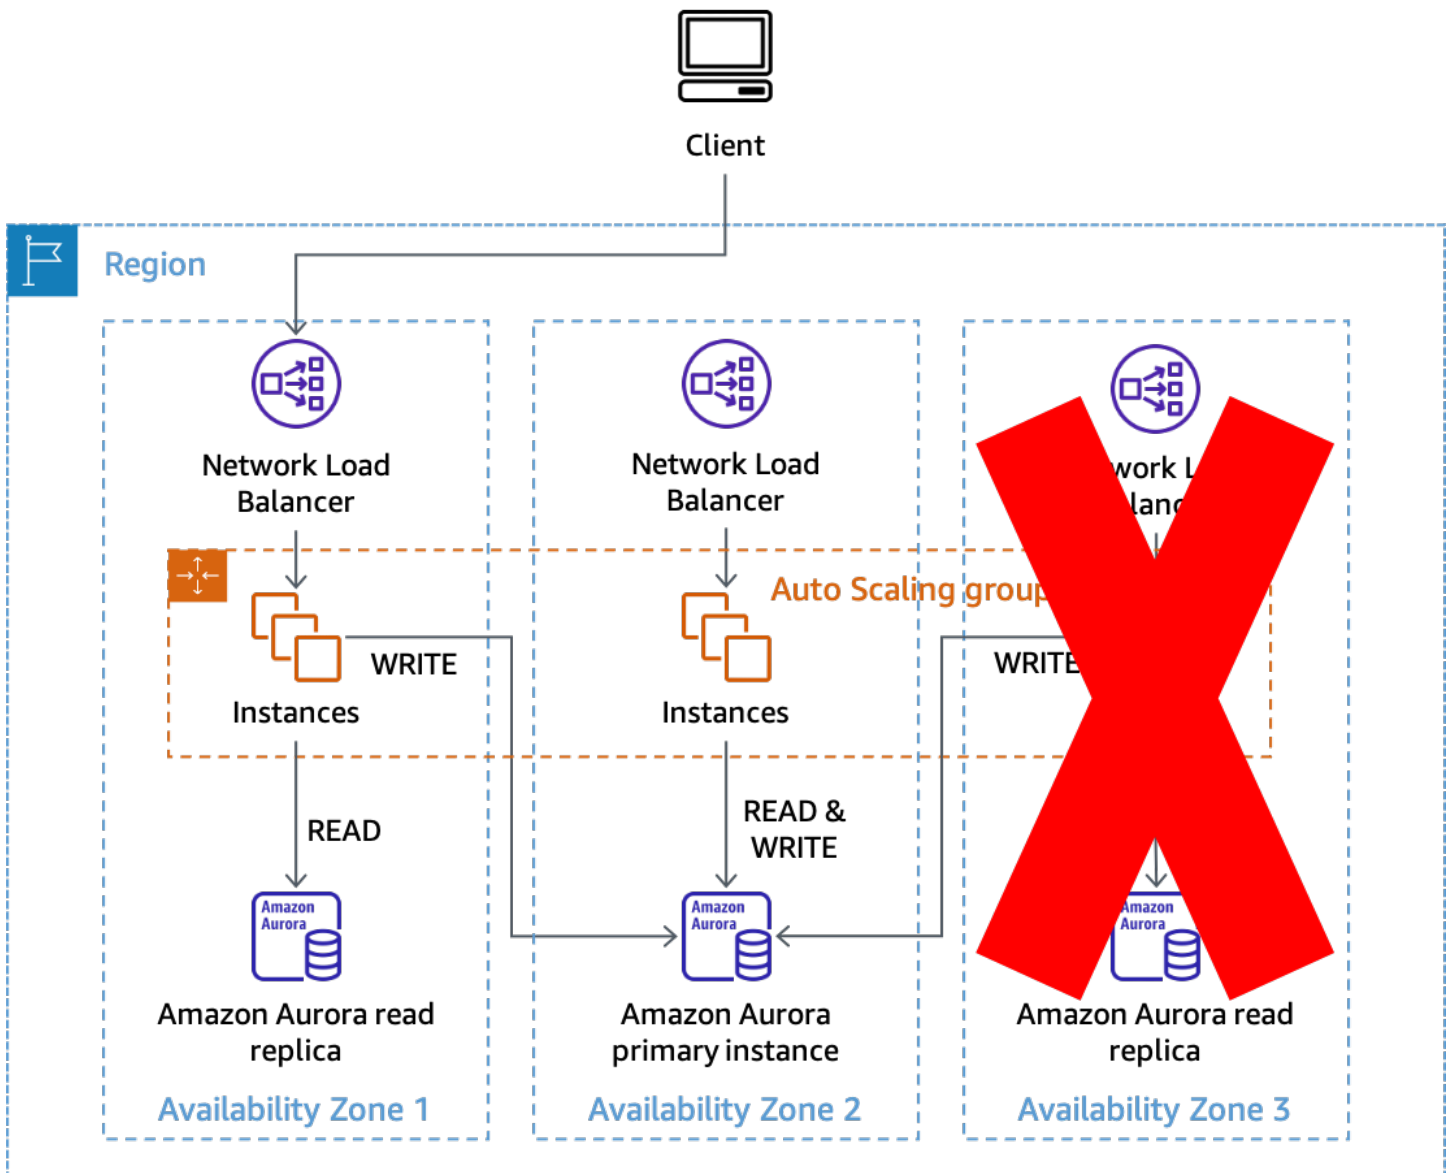 Client
Region
Network Load
Balancer
Network Load
Balancer
Auto Scaling group
WRITE
WRITE
Instances
Instances
READ
READ &
WRITE
Amazon
Aurora
Amazon
Aurora
Amazon
Aurora
Amazon Aurora read
replica
Amazon Aurora
primary instance
Amazon Aurora read
replica
Availability Zone 1
Availability Zone 2
Availability Zone 3